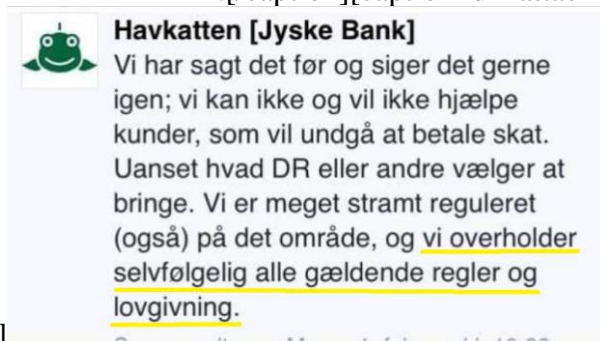 Havkatten [Jyske Bank]
Vi har sagt det før og siger det gerne
igen; vi kan ikke og vil ikke hjælpe
kunder, som vil undgå at betale skat.
Uanset hvad DR eller andre vælger at
bringe. Vi er meget stramt reguleret
(også) på det område, og vi overholder
selvfølgelig alle gældende regler og
lovgivning.
]